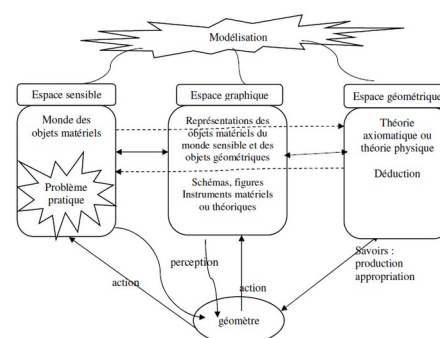 Modélisation
Espace sensible
Espace graphique
Espace géométrique
Monde des
objets matériels
Problème
pratique
Représentations des
objets matériels du
monde sensible et des
objets géométriques
Schémas, figures
Instruments matériels
ou théoriques
Théorie
axiomatique ou
théorie physique
Déduction
perception
action
action
Savoirs :
production
appropriation
géomètre